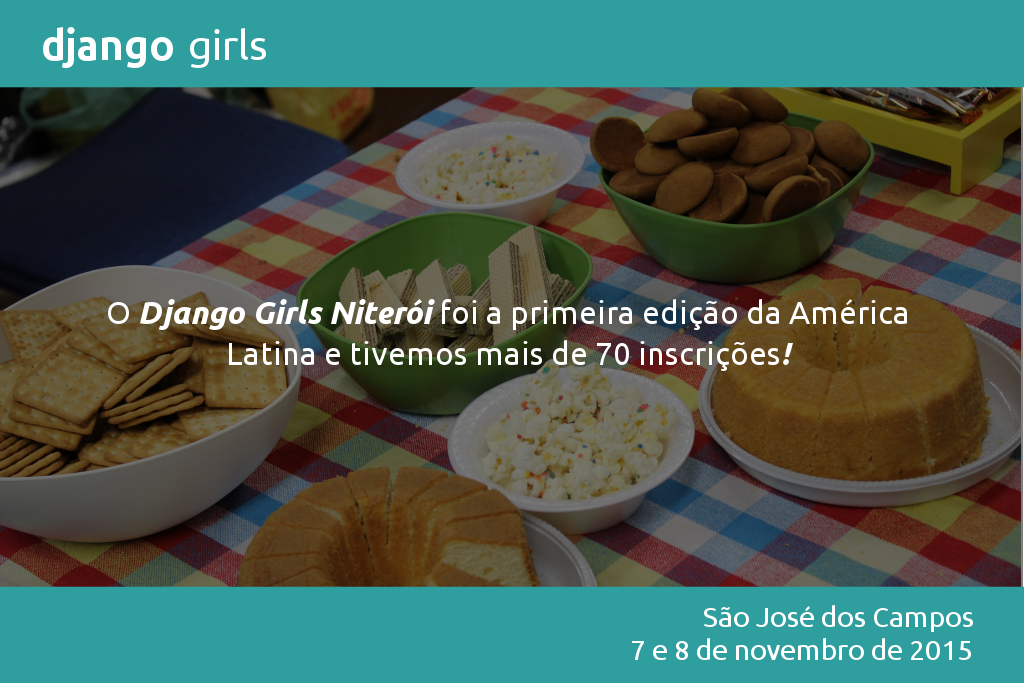 django girls
O Django Girls Niterói foi a primeira edição da América
Latina e tivemos mais de 70 inscrições!
São José dos Campos
7 e 8 de novembro de 2015